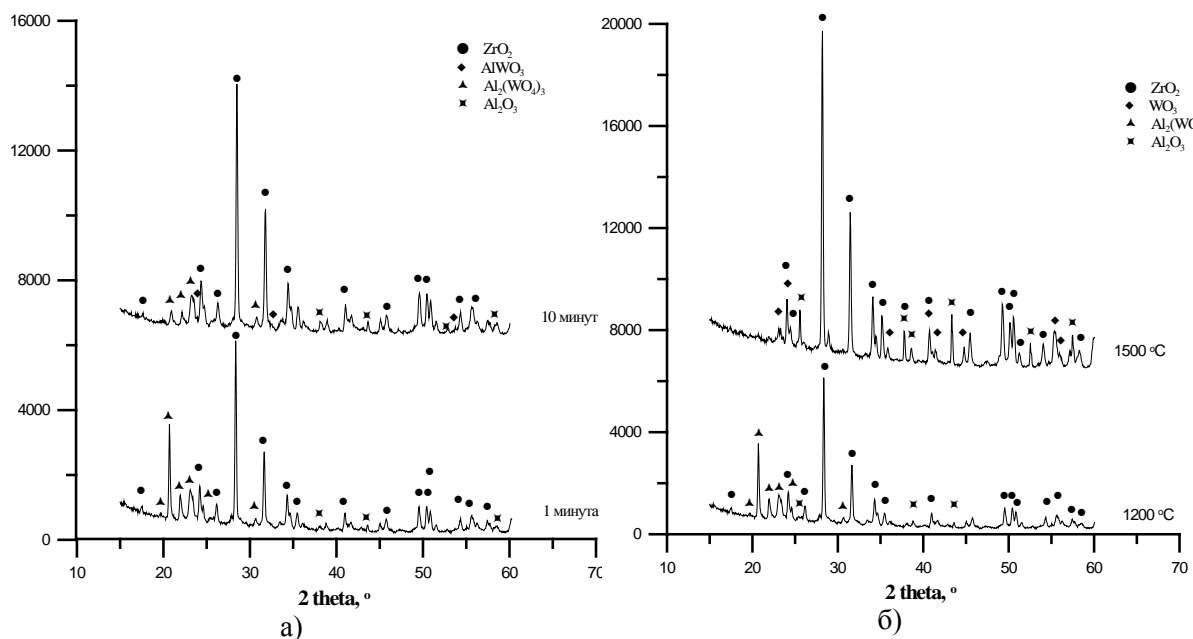 16000
12000
8000
4000
0
ZrO₂
AlWO₃
Al₂(WO₄)₃
Al₂O₃
10 минут
1 минута
10 20 30 40 50 60 70
2 theta, °
а)
20000
16000
12000
8000
4000
0
ZrO₂
WO₃
Al₂(WO
Al₂O₃
1500 °C
1200 °C
10 20 30 40 50 60 70
2 theta, °
б)